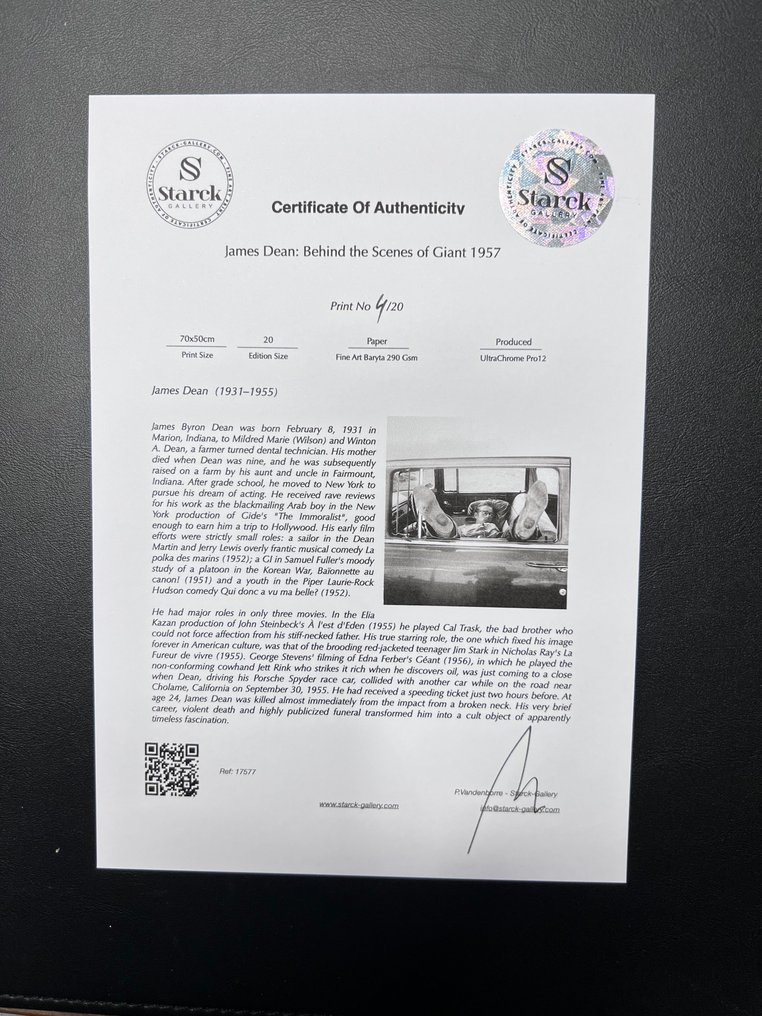 CERTIFICATE OF AUTHENTICITY · STARCK-GALLERY.COM · FINE ART PRINT
S
Starck
GALLERY
STARCK-GALLERY.COM
AUTHENTICITY
CERTIFICATE OF
S
Starck
GALLERY
Certificate Of Authenticity
James Dean: Behind the Scenes of Giant 1957
Print No 4/20
70x50cm 20 Paper Produced
Print Size Edition Size Fine Art Baryta 290 Gsm UltraChrome Pro12
James Dean (1931–1955)
James Byron Dean was born February 8, 1931 in
Marion, Indiana, to Mildred Marie (Wilson) and Winton
A. Dean, a farmer turned dental technician. His mother
died when Dean was nine, and he was subsequently
raised on a farm by his aunt and uncle in Fairmount,
Indiana. After grade school, he moved to New York to
pursue his dream of acting. He received rave reviews
for his work as the blackmailing Arab boy in the New
York production of Gide's "The Immoralist", good
enough to earn him a trip to Hollywood. His early film
efforts were strictly small roles: a sailor in the Dean
Martin and Jerry Lewis overly frantic musical comedy La
polka des marins (1952); a GI in Samuel Fuller's moody
study of a platoon in the Korean War, Baïonnette au
canon! (1951) and a youth in the Piper Laurie-Rock
Hudson comedy Qui donc a vu ma belle? (1952).
He had major roles in only three movies. In the Elia
Kazan production of John Steinbeck's À l'est d'Eden (1955) he played Cal Trask, the bad brother who
could not force affection from his stiff-necked father. His true starring role, the one which fixed his image
forever in American culture, was that of the brooding red-jacketed teenager Jim Stark in Nicholas Ray's La
Fureur de vivre (1955). George Stevens' filming of Edna Ferber's Géant (1956), in which he played the
non-conforming cowhand Jett Rink who strikes it rich when he discovers oil, was just coming to a close
when Dean, driving his Porsche Spyder race car, collided with another car while on the road near
Cholame, California on September 30, 1955. He had received a speeding ticket just two hours before. At
age 24, James Dean was killed almost immediately from the impact from a broken neck. His very brief
career, violent death and highly publicized funeral transformed him into a cult object of apparently
timeless fascination.
Ref: 17577
P.Vandenborre - Starck-Gallery
www.starck-gallery.com
info@starck-gallery.com